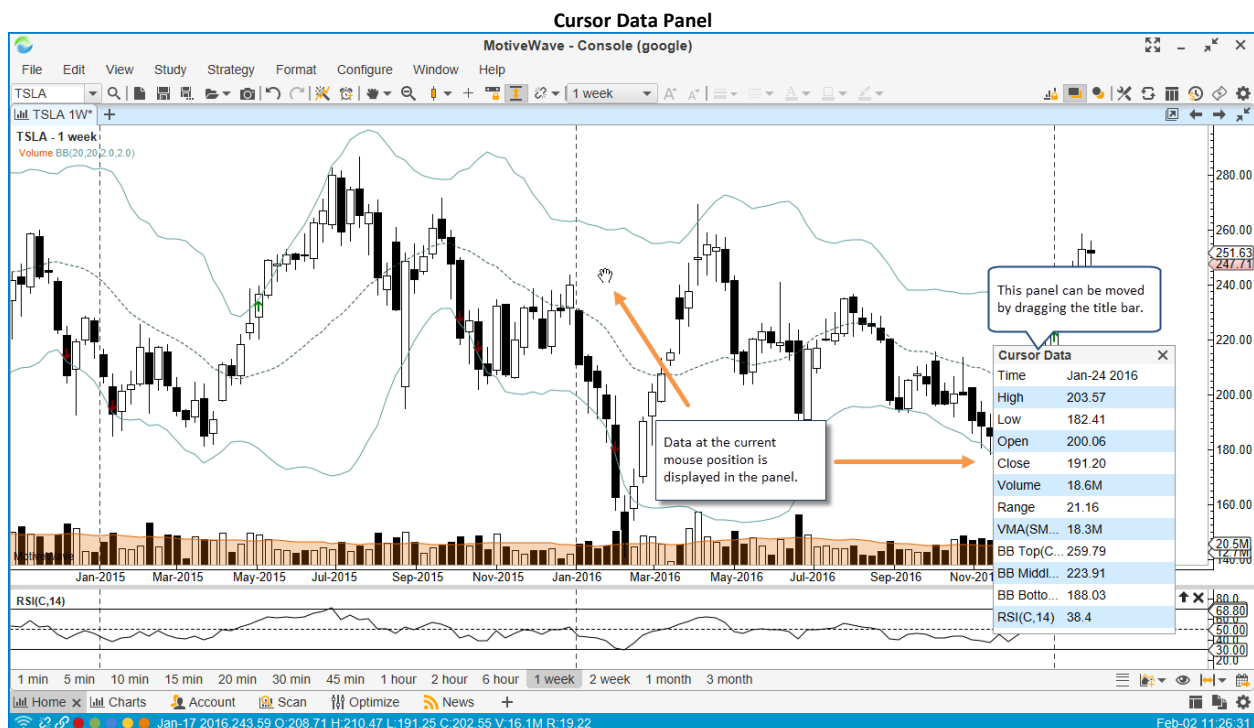 Cursor Data Panel
MotiveWave - Console (google)
File Edit View Study Strategy Format Configure Window Help
TSLA 1 week
TSLA 1W*
TSLA - 1 week
Volume BB(20,20,2.0,2.0)
280.00
260.00
251.63
247.71
240.00
220.00
200.00
180.00
160.00
140.00
20.5M
12.7M
This panel can be moved
by dragging the title bar.
Data at the current
mouse position is
displayed in the panel.
Cursor Data
Time Jan-24 2016
High 203.57
Low 182.41
Open 200.06
Close 191.20
Volume 18.6M
Range 21.16
VMA(SM... 18.3M
BB Top(C... 259.79
BB Middl... 223.91
BB Botto... 188.03
RSI(C,14) 38.4
MotiveWave
Jan-2015 Mar-2015 May-2015 Jul-2015 Sep-2015 Nov-2015 Jan-2016 Mar-2016 May-2016 Jul-2016 Sep-2016 Nov-201
RSI(C,14)
80.0
68.80
60.0
50.00
40.0
30.00
20.0
1 min 5 min 10 min 15 min 20 min 30 min 45 min 1 hour 2 hour 6 hour 1 week 2 week 1 month 3 month
Home Charts Account Scan Optimize News
Jan-17 2016,243.59 O:208.71 H:210.47 L:191.25 C:202.55 V:16.1M R:19.22 Feb-02 11:26:31